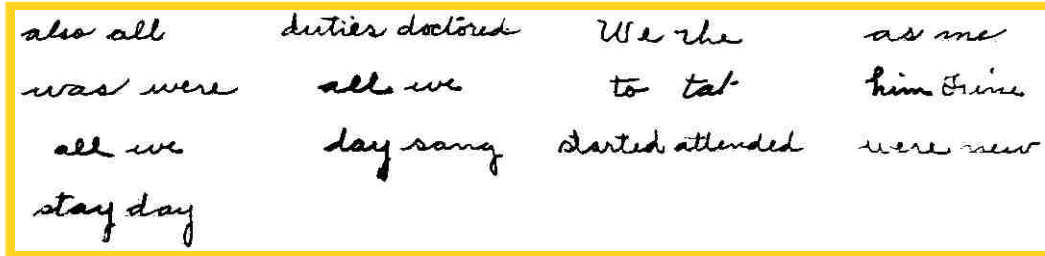 also all duties doctored We the as me
was were all we to tat him Time
all we day sang started attended were new
stay day